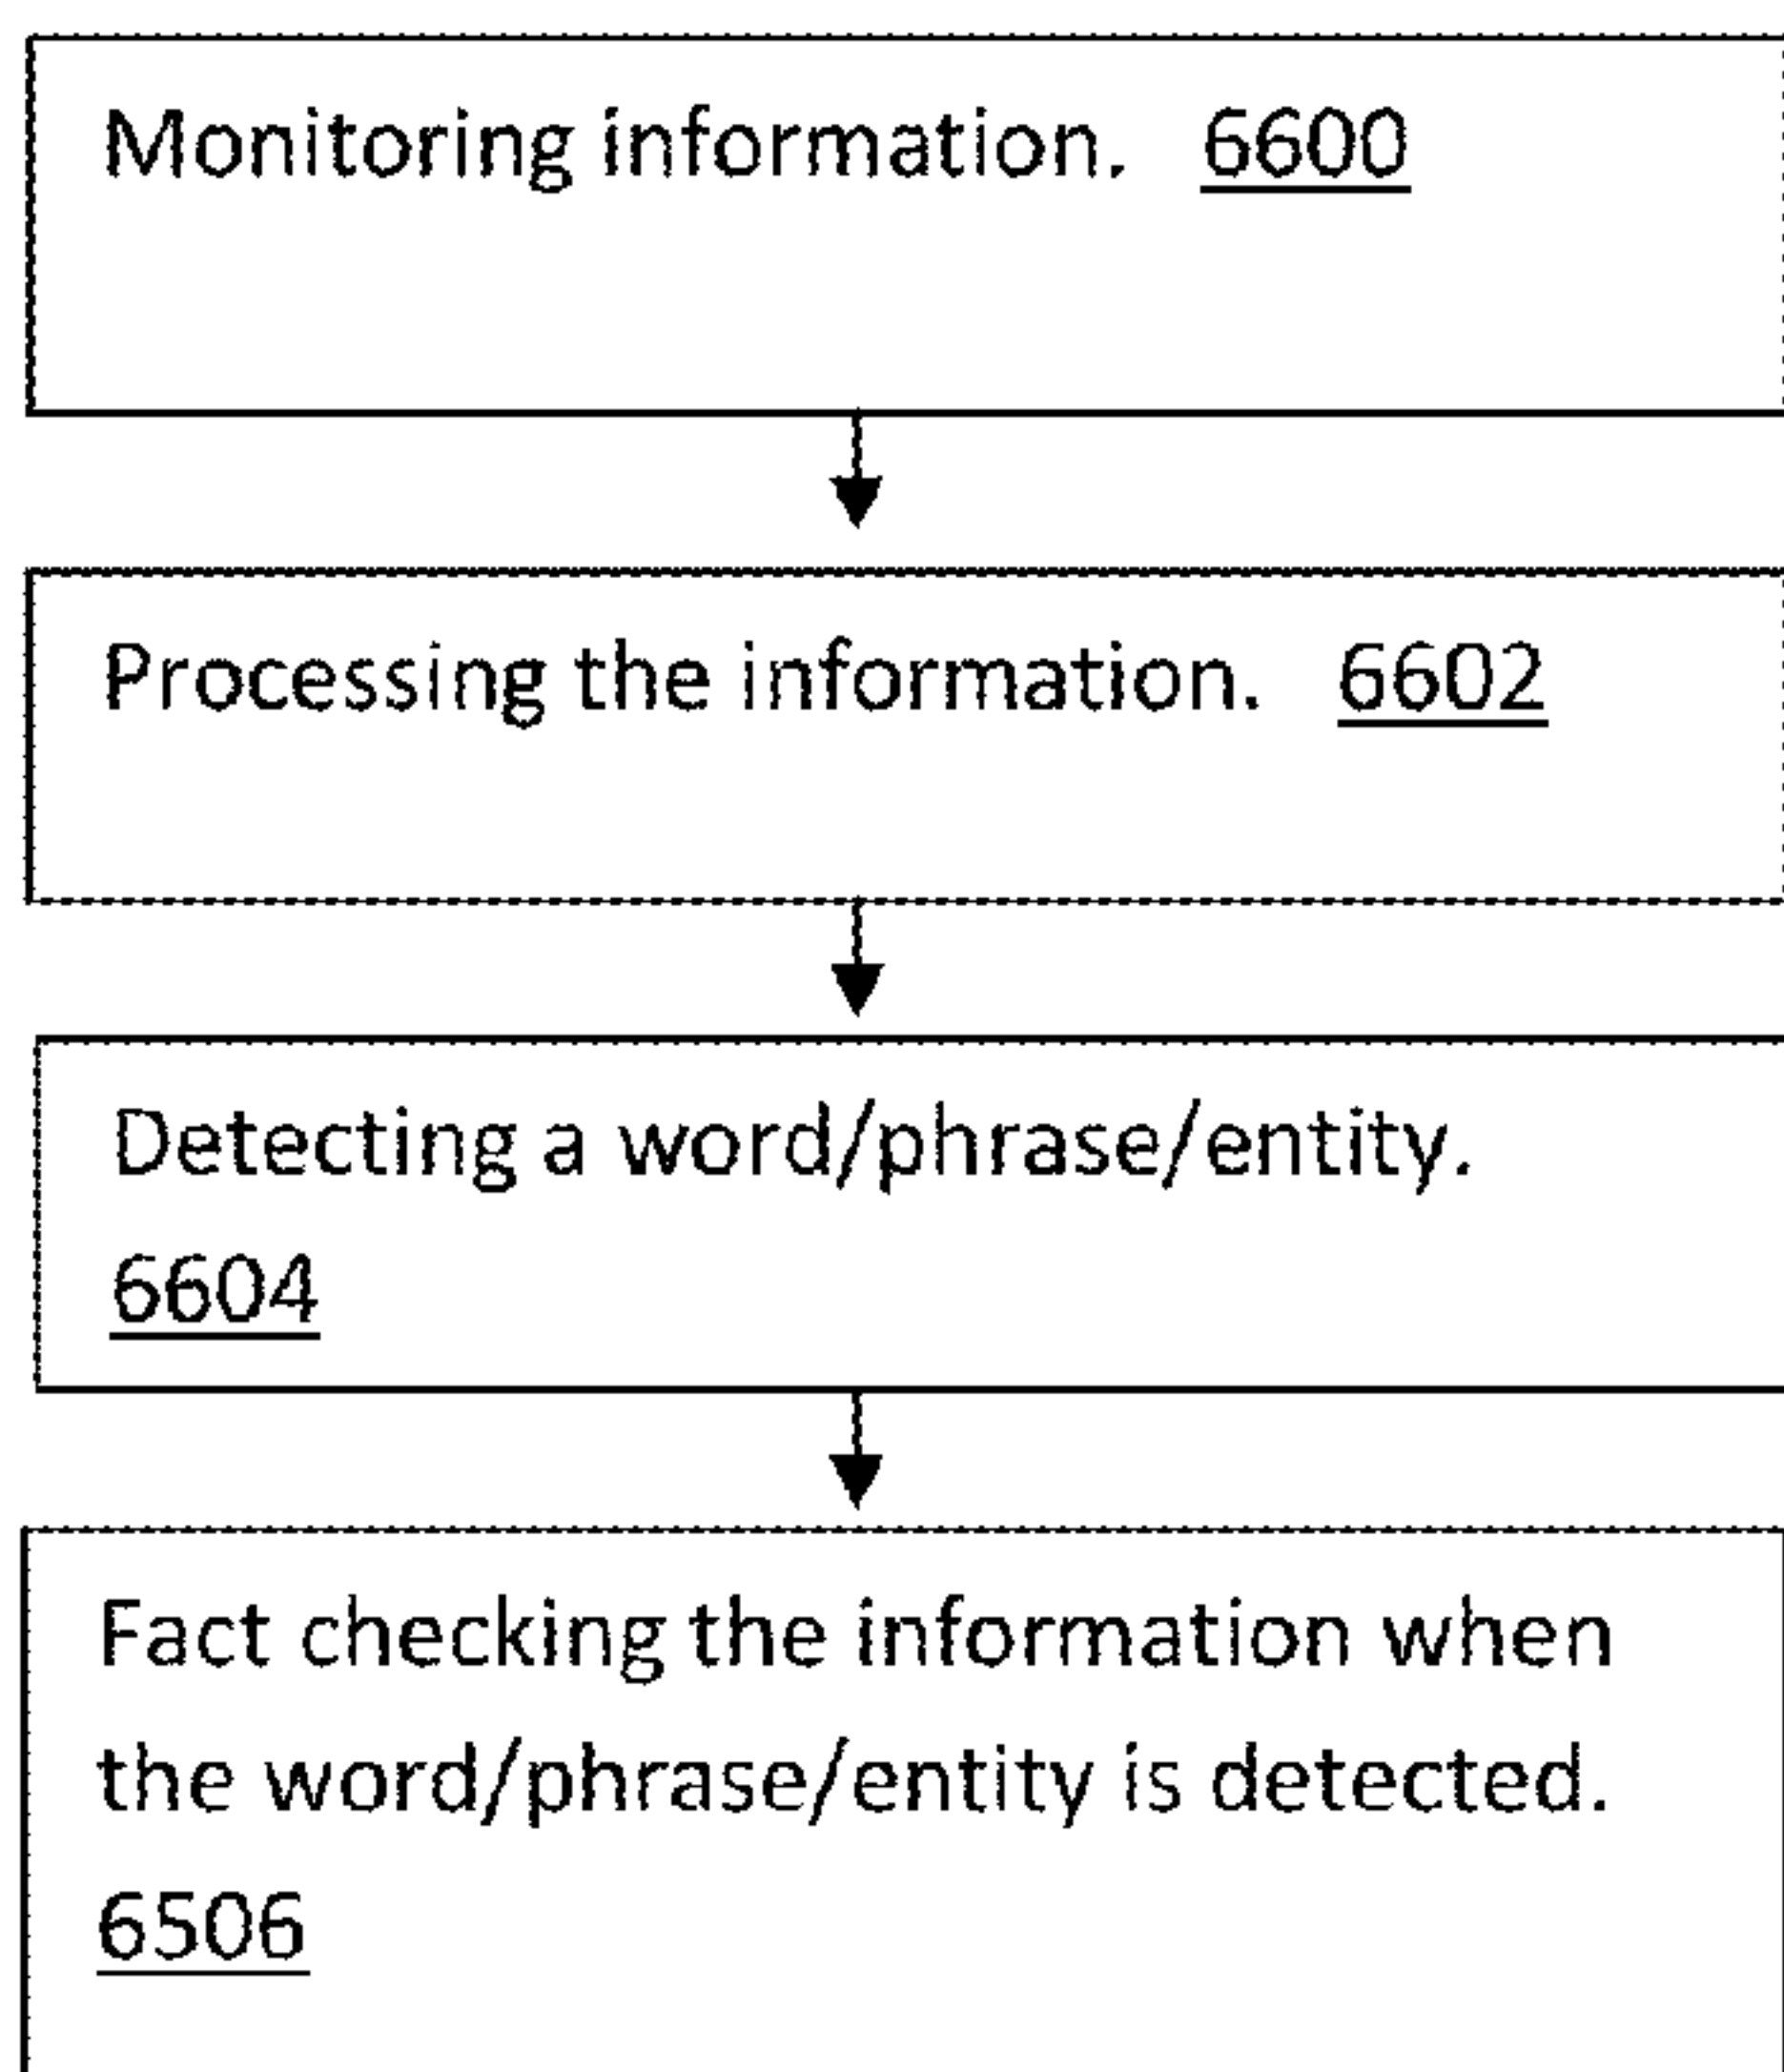 Monitoring information. 6600
Processing the information. 6602
Detecting a word/phrase/entity.
6604
Fact checking the information when
the word/phrase/entity is detected.
6506